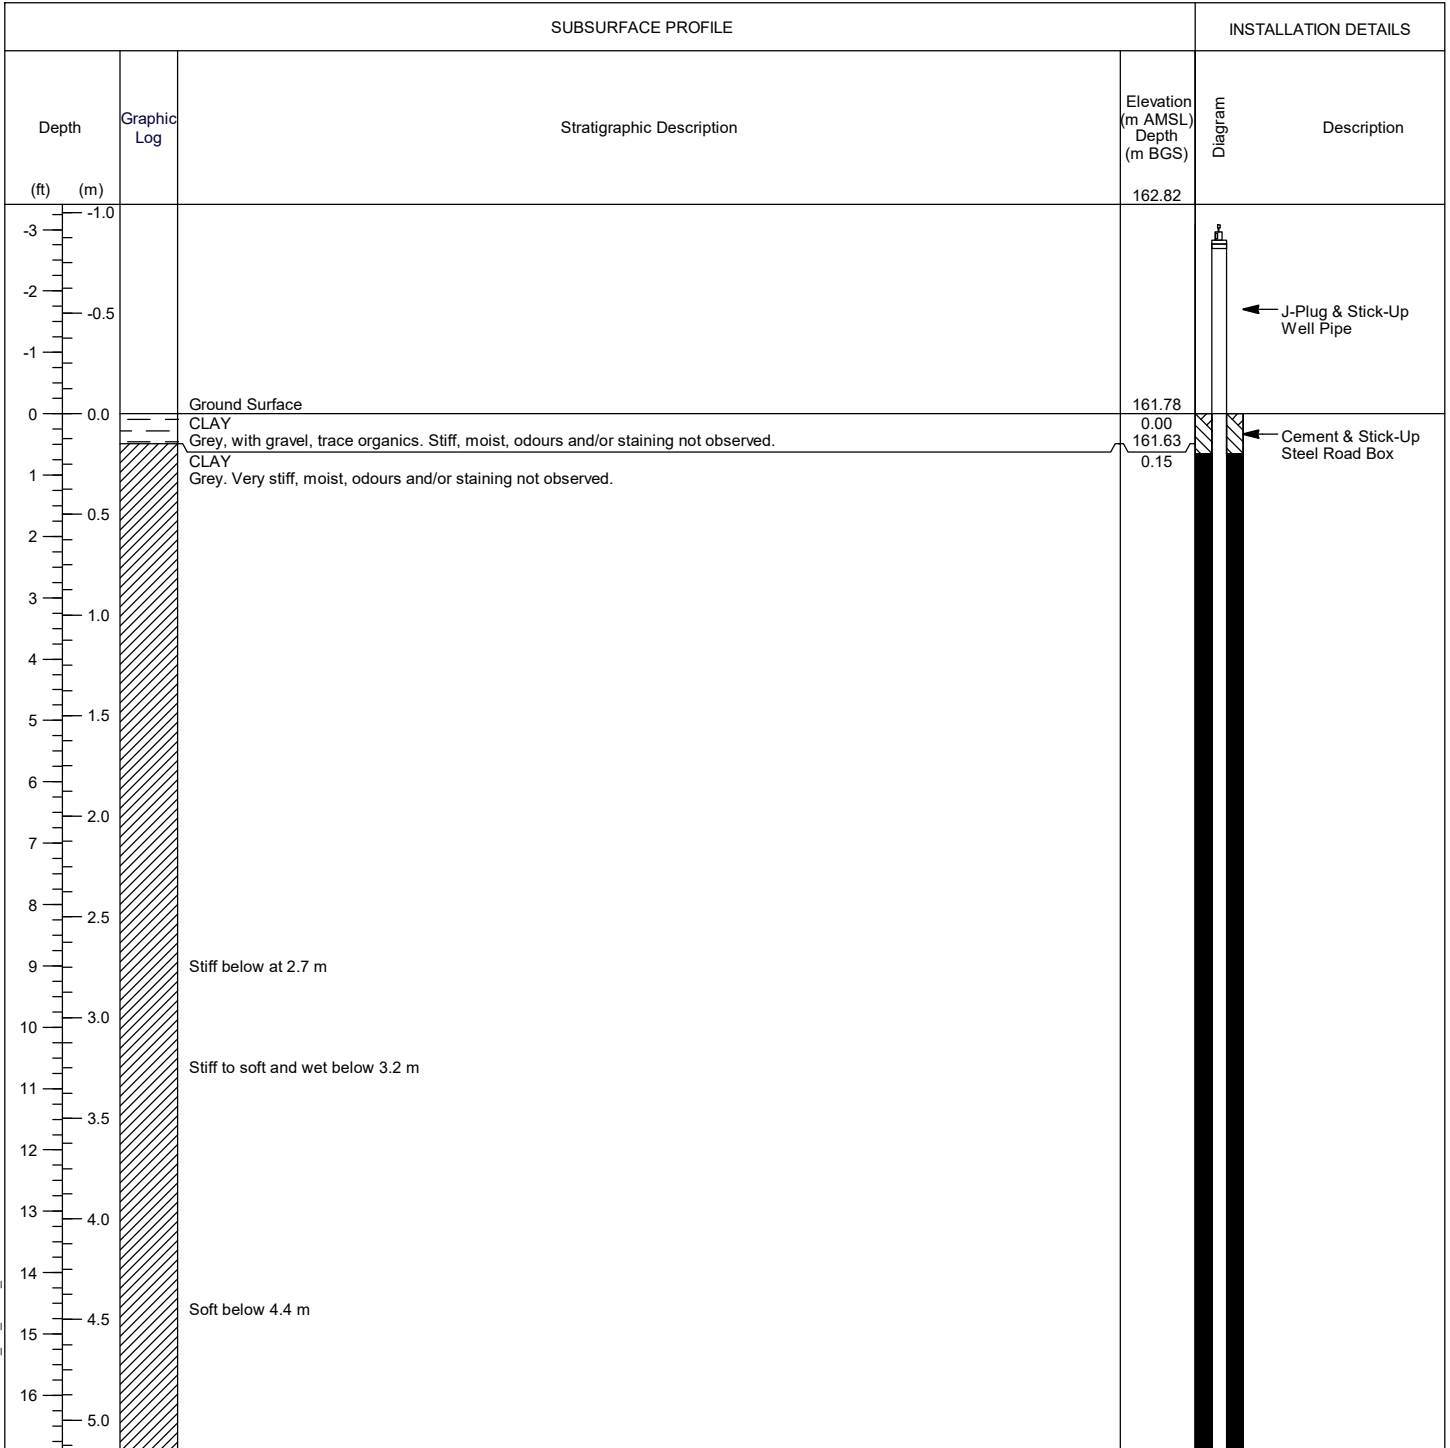 SUBSURFACE PROFILE
INSTALLATION DETAILS
Depth
Graphic
Log
Stratigraphic Description
Elevation
(m AMSL)
Depth
(m BGS)
Diagram
Description
(ft) (m)
162.82
-1.0
-3
-2
-0.5
J-Plug & Stick-Up
Well Pipe
-1
Ground Surface
161.78
0 0.0
CLAY
0.00
Grey, with gravel, trace organics. Stiff, moist, odours and/or staining not observed.
161.63
Cement & Stick-Up
Steel Road Box
CLAY
0.15
Grey. Very stiff, moist, odours and/or staining not observed.
1
0.5
2
3
1.0
4
1.5
5
6
2.0
7
8
2.5
9
Stiff below at 2.7 m
3.0
10
Stiff to soft and wet below 3.2 m
11
3.5
12
13
4.0
14
Soft below 4.4 m
4.5
15
16
5.0